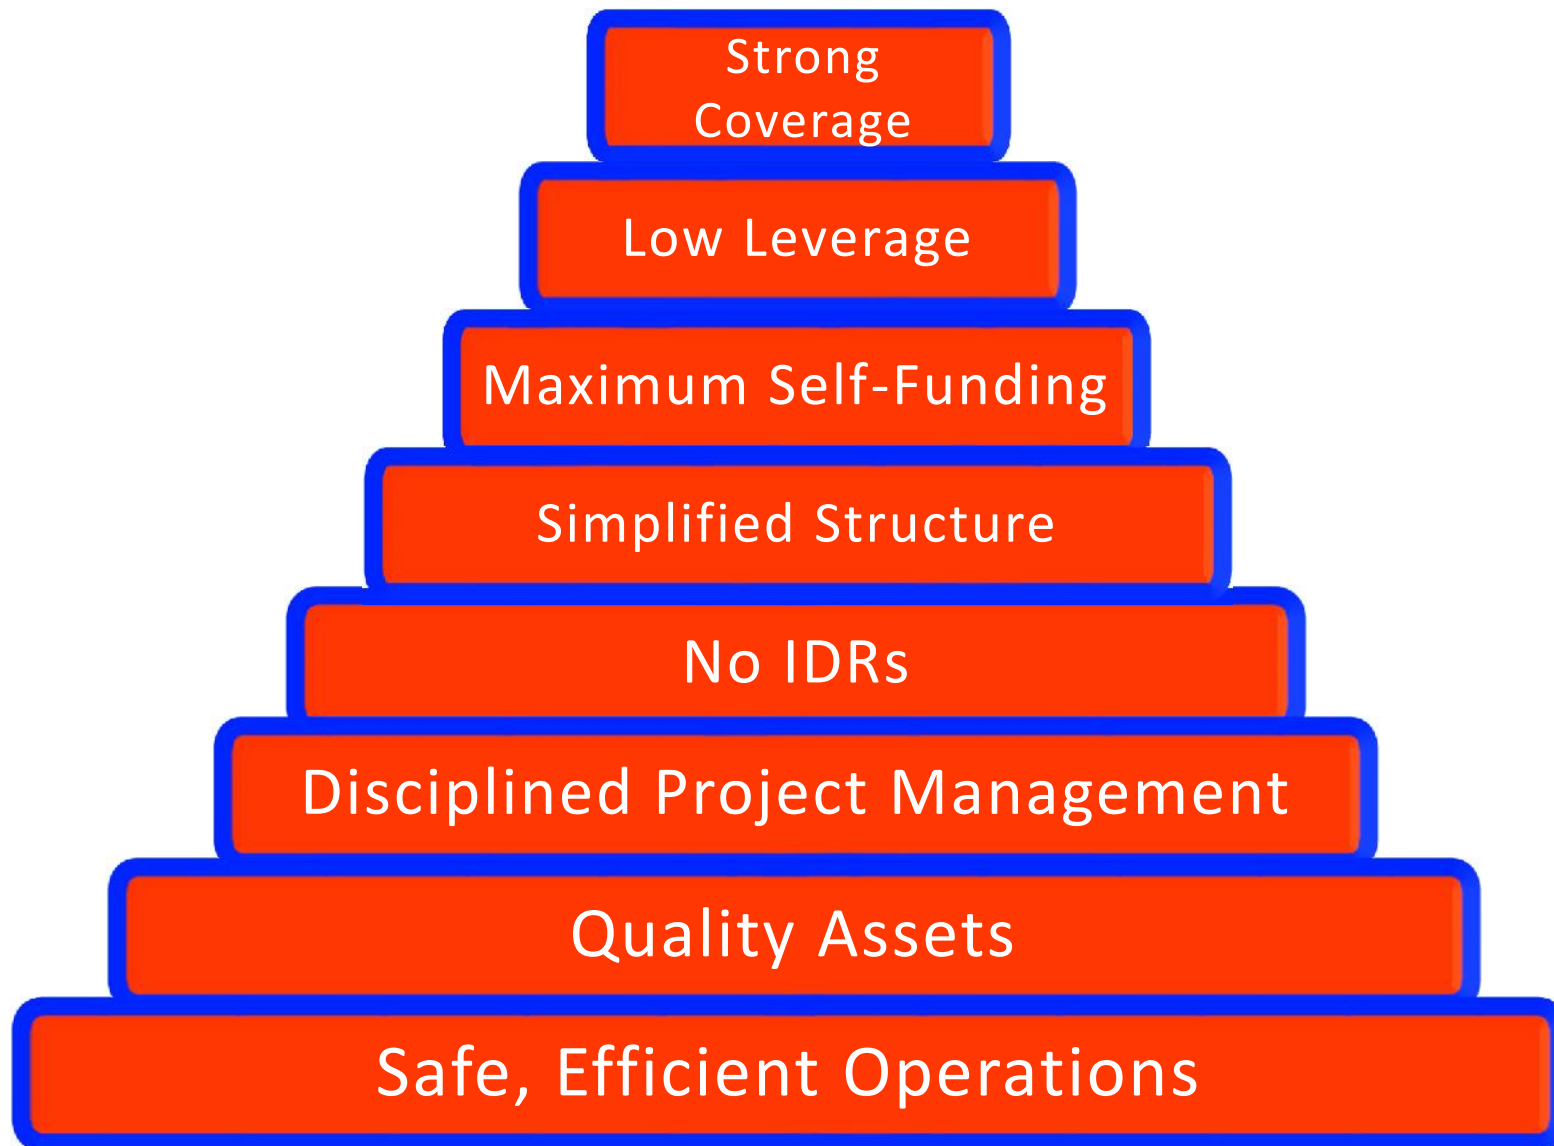 Strong
Coverage
Low Leverage
Maximum Self-Funding
Simplified Structure
No IDRs
Disciplined Project Management
Quality Assets
Safe, Efficient Operations